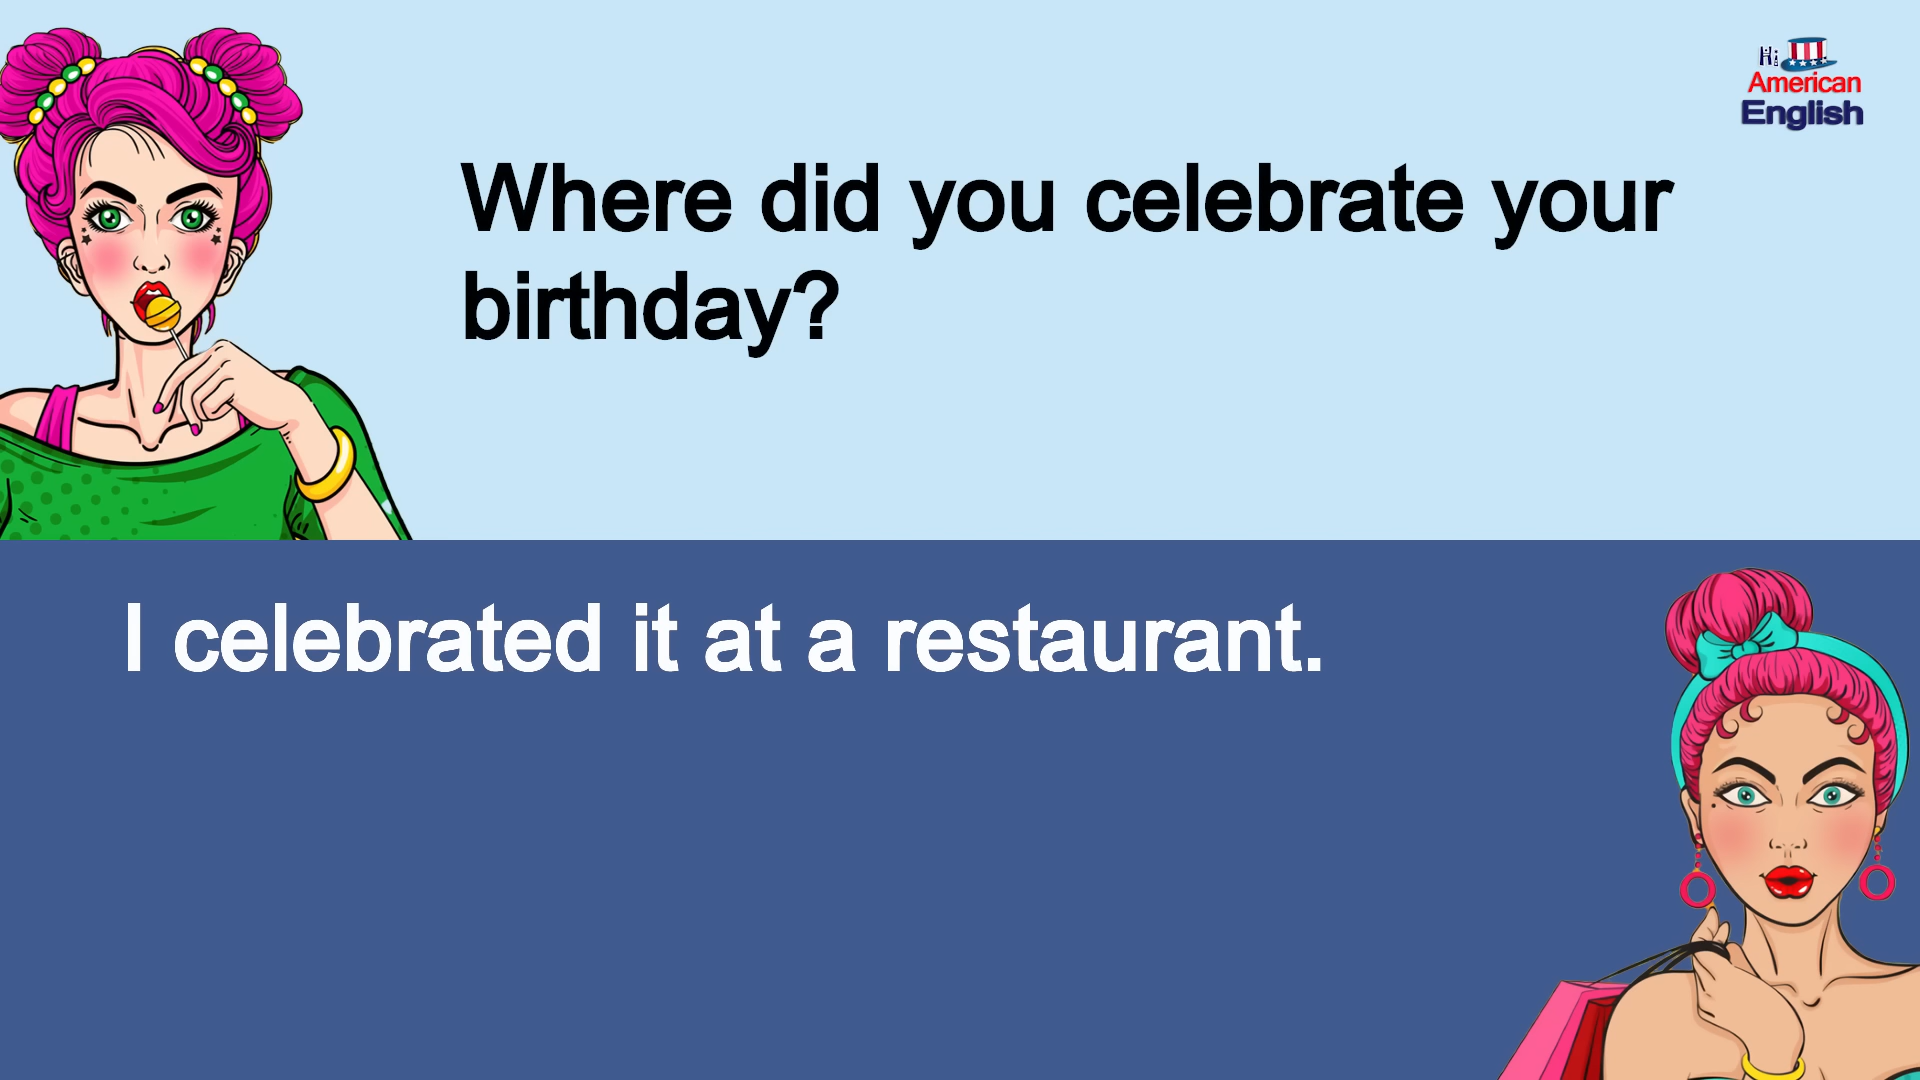 Hi
American
English
Where did you celebrate your
birthday?
I celebrated it at a restaurant.